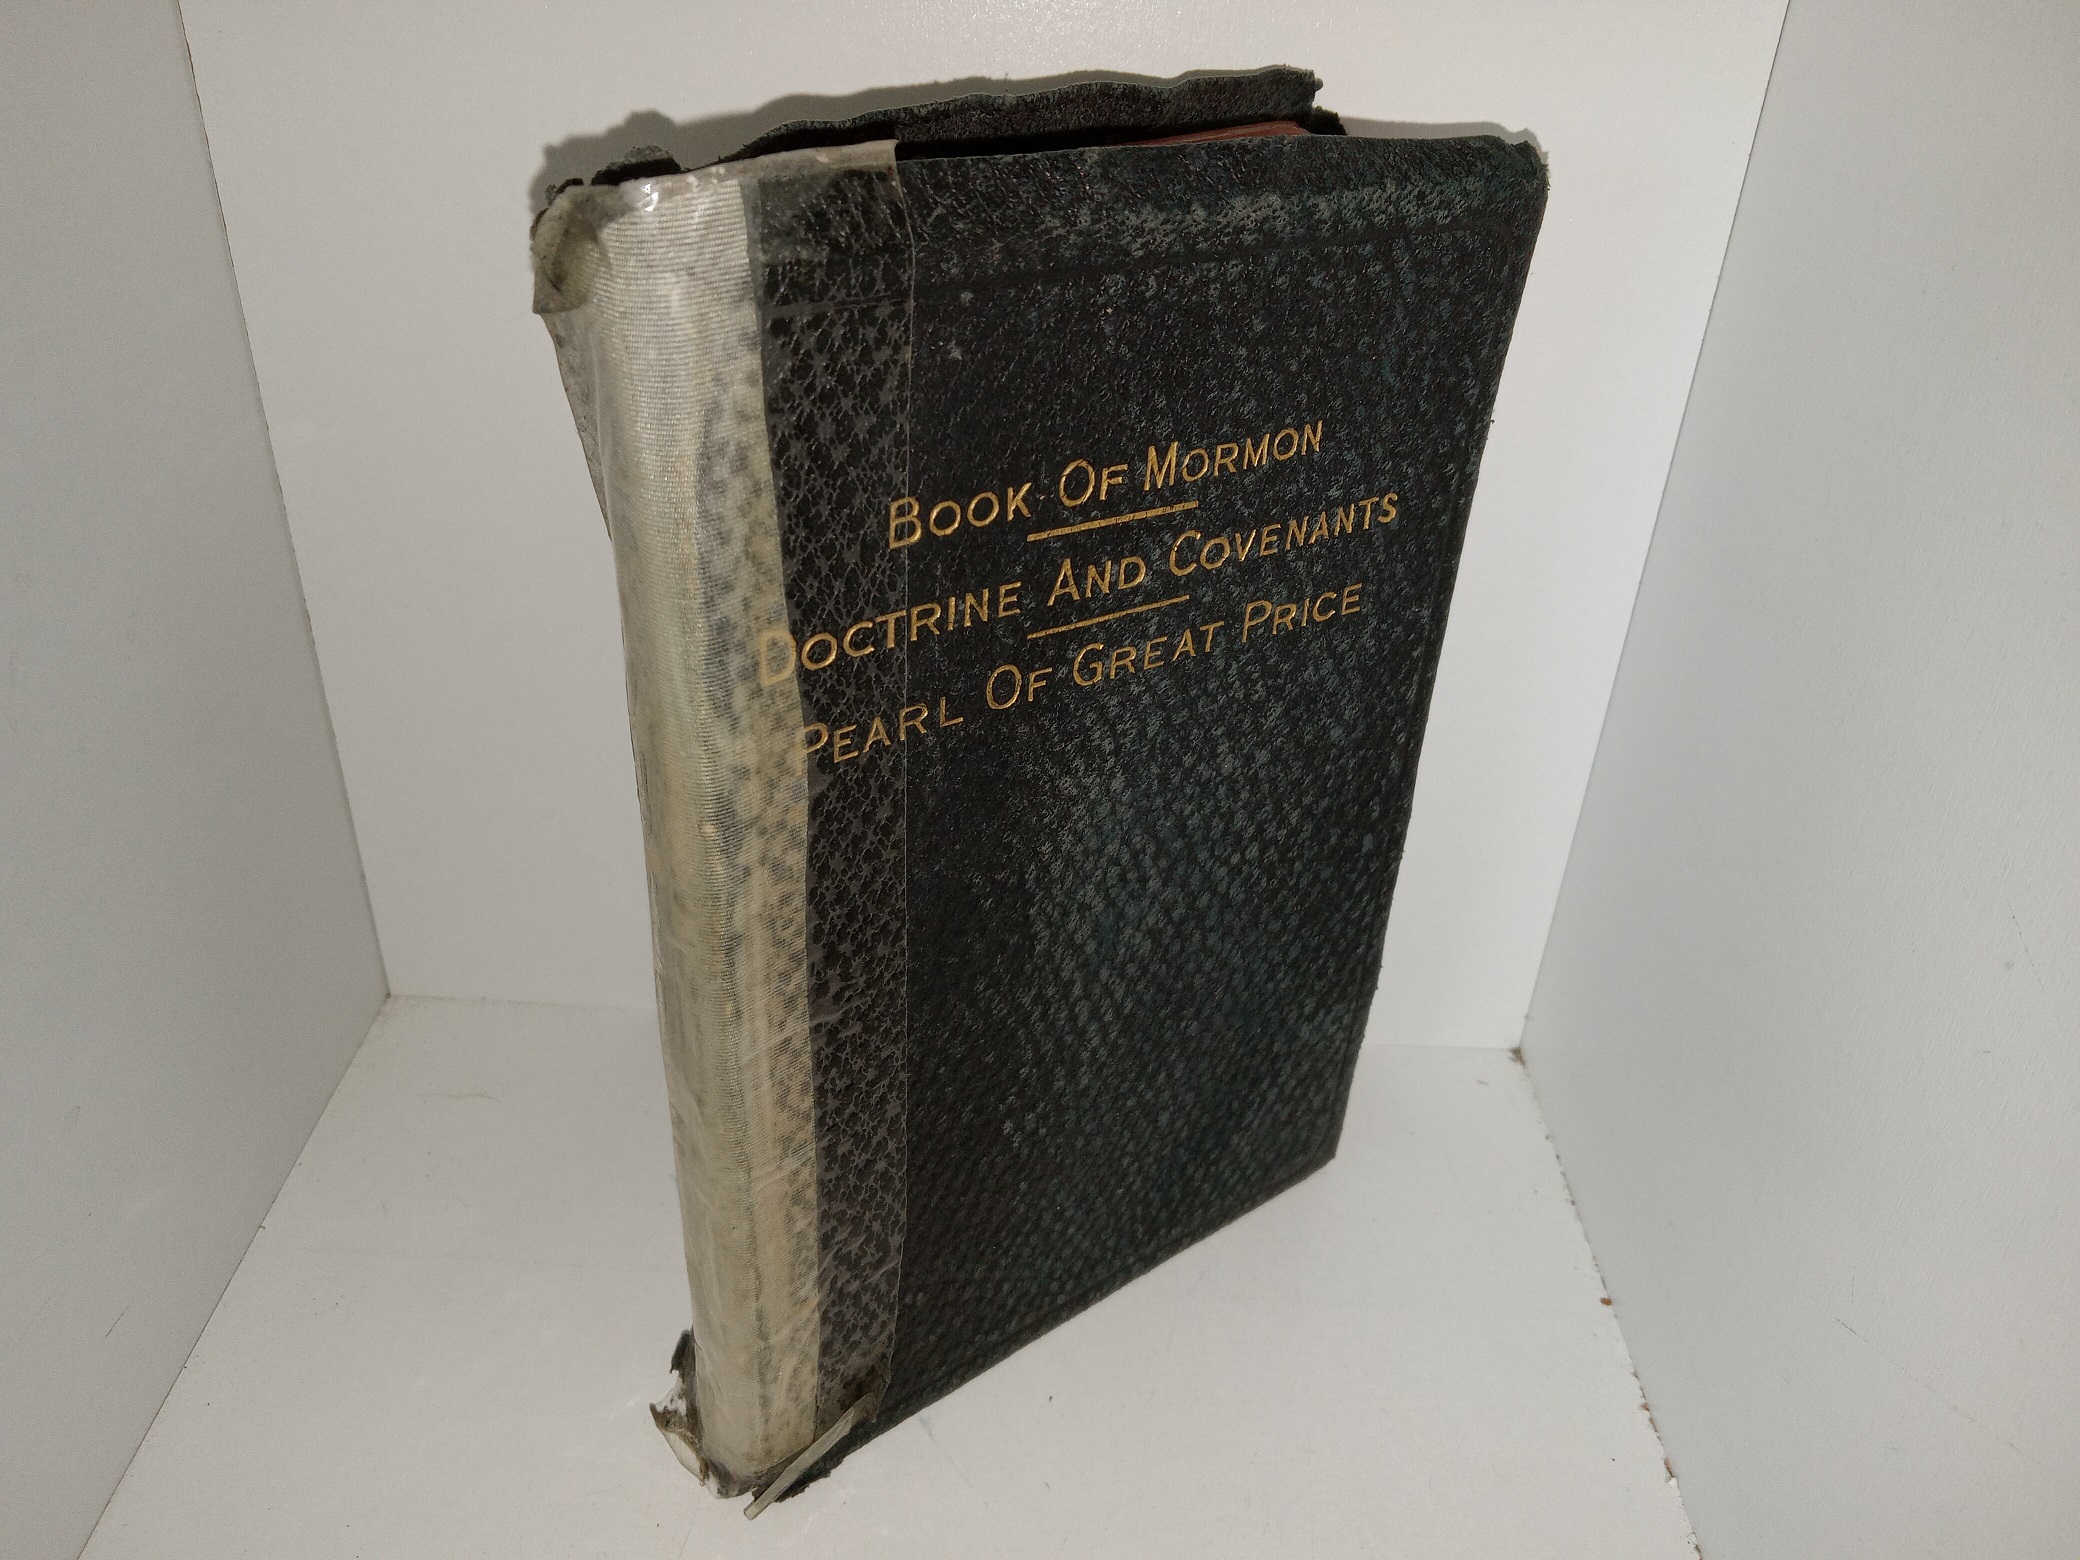 BOOK OF MORMON
DOCTRINE AND COVENANTS
PEARL OF GREAT PRICE